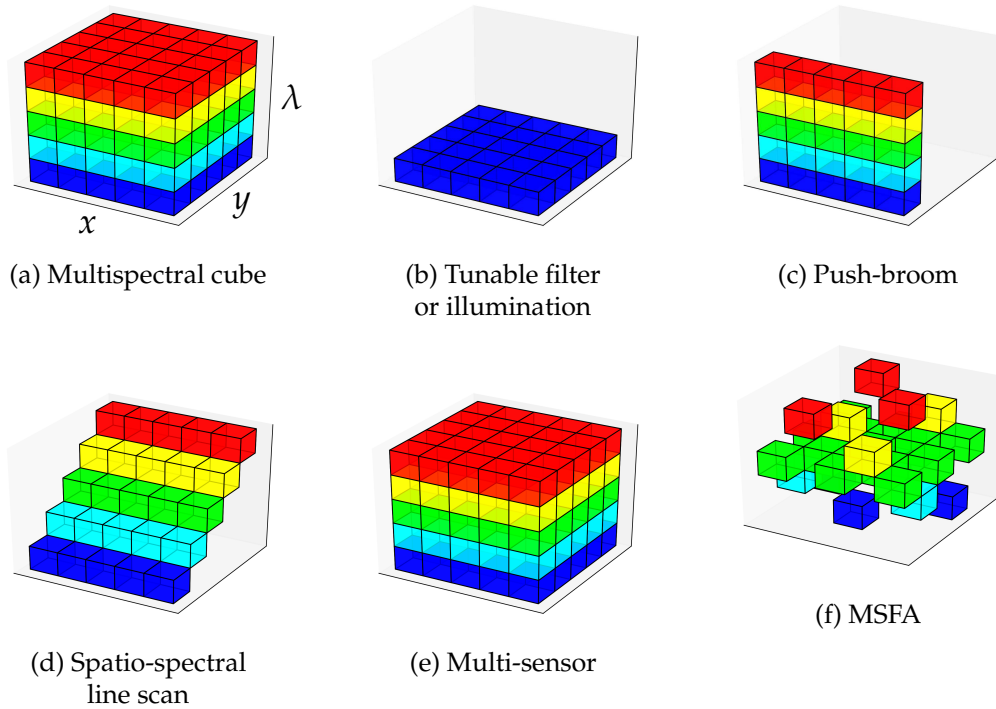 λ
y
x
(a) Multispectral cube
(b) Tunable filter
or illumination
(c) Push-broom
(d) Spatio-spectral
line scan
(e) Multi-sensor
(f) MSFA